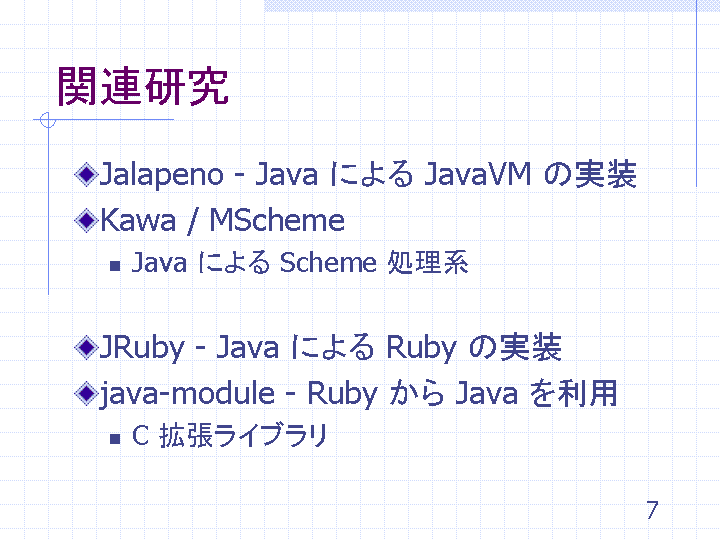 関連研究
Jalapeno - Java による JavaVM の実装
Kawa / MScheme
Java による Scheme 処理系
JRuby - Java による Ruby の実装
java-module - Ruby から Java を利用
C 拡張ライブラリ
7